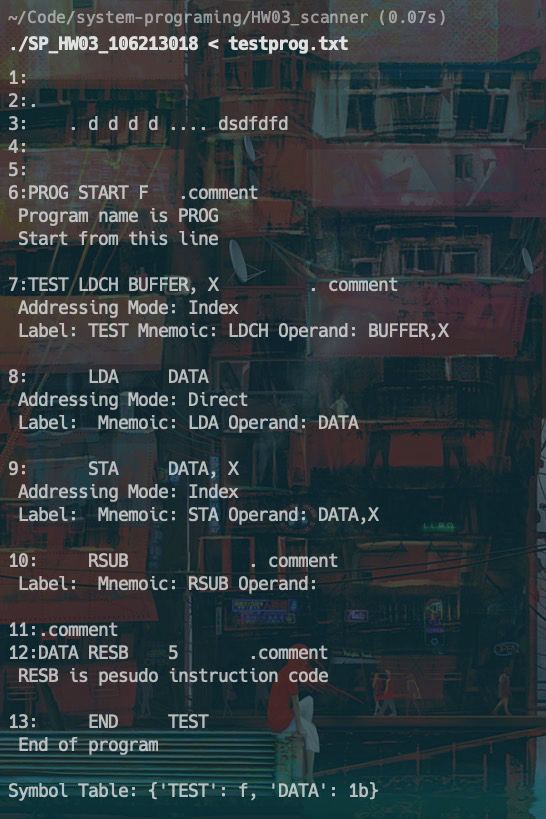 ~/Code/system-programing/HW03_scanner (0.07s)
./SP_HW03_106213018 < testprog.txt
1:
2:.
3:    . d d d d .... dsdfdfd
4:
5:
6:PROG START F   .comment
 Program name is PROG
 Start from this line
7:TEST LDCH BUFFER, X         . comment
 Addressing Mode: Index
 Label: TEST Mnemoic: LDCH Operand: BUFFER,X
8:      LDA     DATA
 Addressing Mode: Direct
 Label:  Mnemoic: LDA Operand: DATA
9:      STA     DATA, X
 Addressing Mode: Index
 Label:  Mnemoic: STA Operand: DATA,X
10:     RSUB            . comment
 Label:  Mnemoic: RSUB Operand:
11:.comment
12:DATA RESB    5       .comment
 RESB is pesudo instruction code
13:     END     TEST
 End of program
Symbol Table: {'TEST': f, 'DATA': 1b}